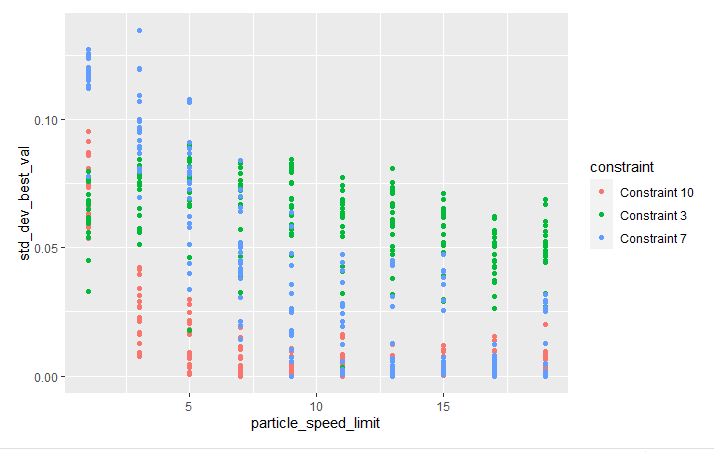 std_dev_best_val
0.10
0.05
0.00
5
10
15
particle_speed_limit
constraint
Constraint 10
Constraint 3
Constraint 7